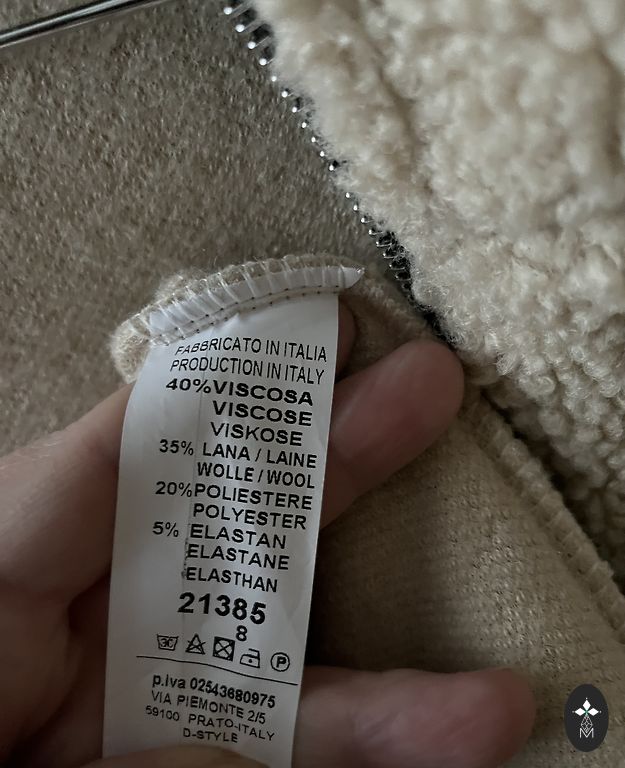 FABBRICATO IN ITALIA
PRODUCTION IN ITALY
40% VISCOSA
VISCOSE
VISKOSE
35% LANA / LAINE
WOLLE / WOOL
20% POLIESTERE
POLYESTER
5% ELASTAN
ELASTANE
ELASTHAN
21385
8
P
p.iva 02543680975
VIA PIEMONTE 2/5
59100 PRATO-ITALY
D-STYLE
M